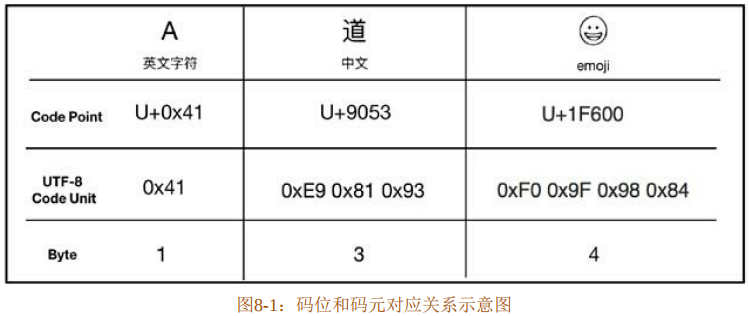 A 道 😀
英文字符 中文 emoji
Code Point U+0x41 U+9053 U+1F600
UTF-8
Code Unit 0x41 0xE9 0x81 0x93 0xF0 0x9F 0x98 0x84
Byte 1 3 4
图8-1：码位和码元对应关系示意图